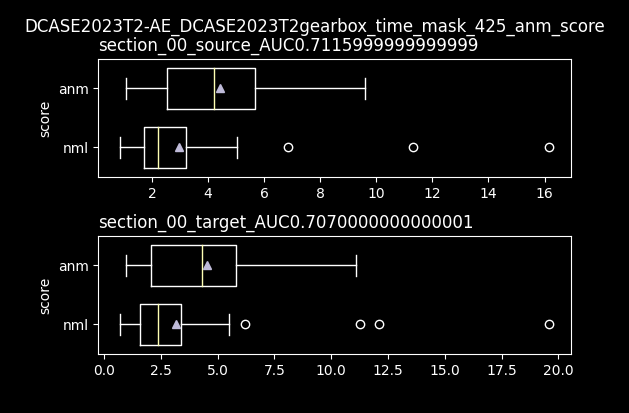 DCASE2023T2-AE_DCASE2023T2gearbox_time_mask_425_anm_score
section_00_source_AUC0.7115999999999999
anm
nml
score
2 4 6 8 10 12 14 16
section_00_target_AUC0.7070000000000001
anm
nml
score
0.0 2.5 5.0 7.5 10.0 12.5 15.0 17.5 20.0